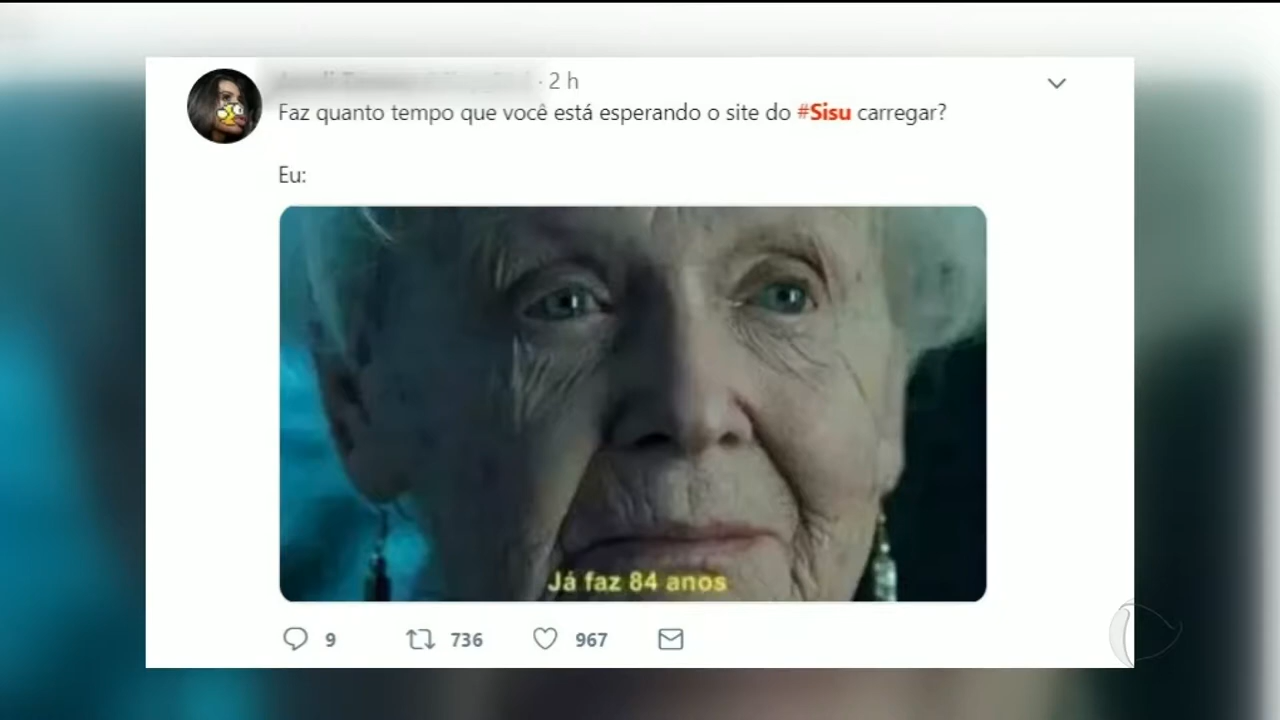 · 2 h
Faz quanto tempo que você está esperando o site do #Sisu carregar?
Eu:
Já faz 84 anos
9 736 967